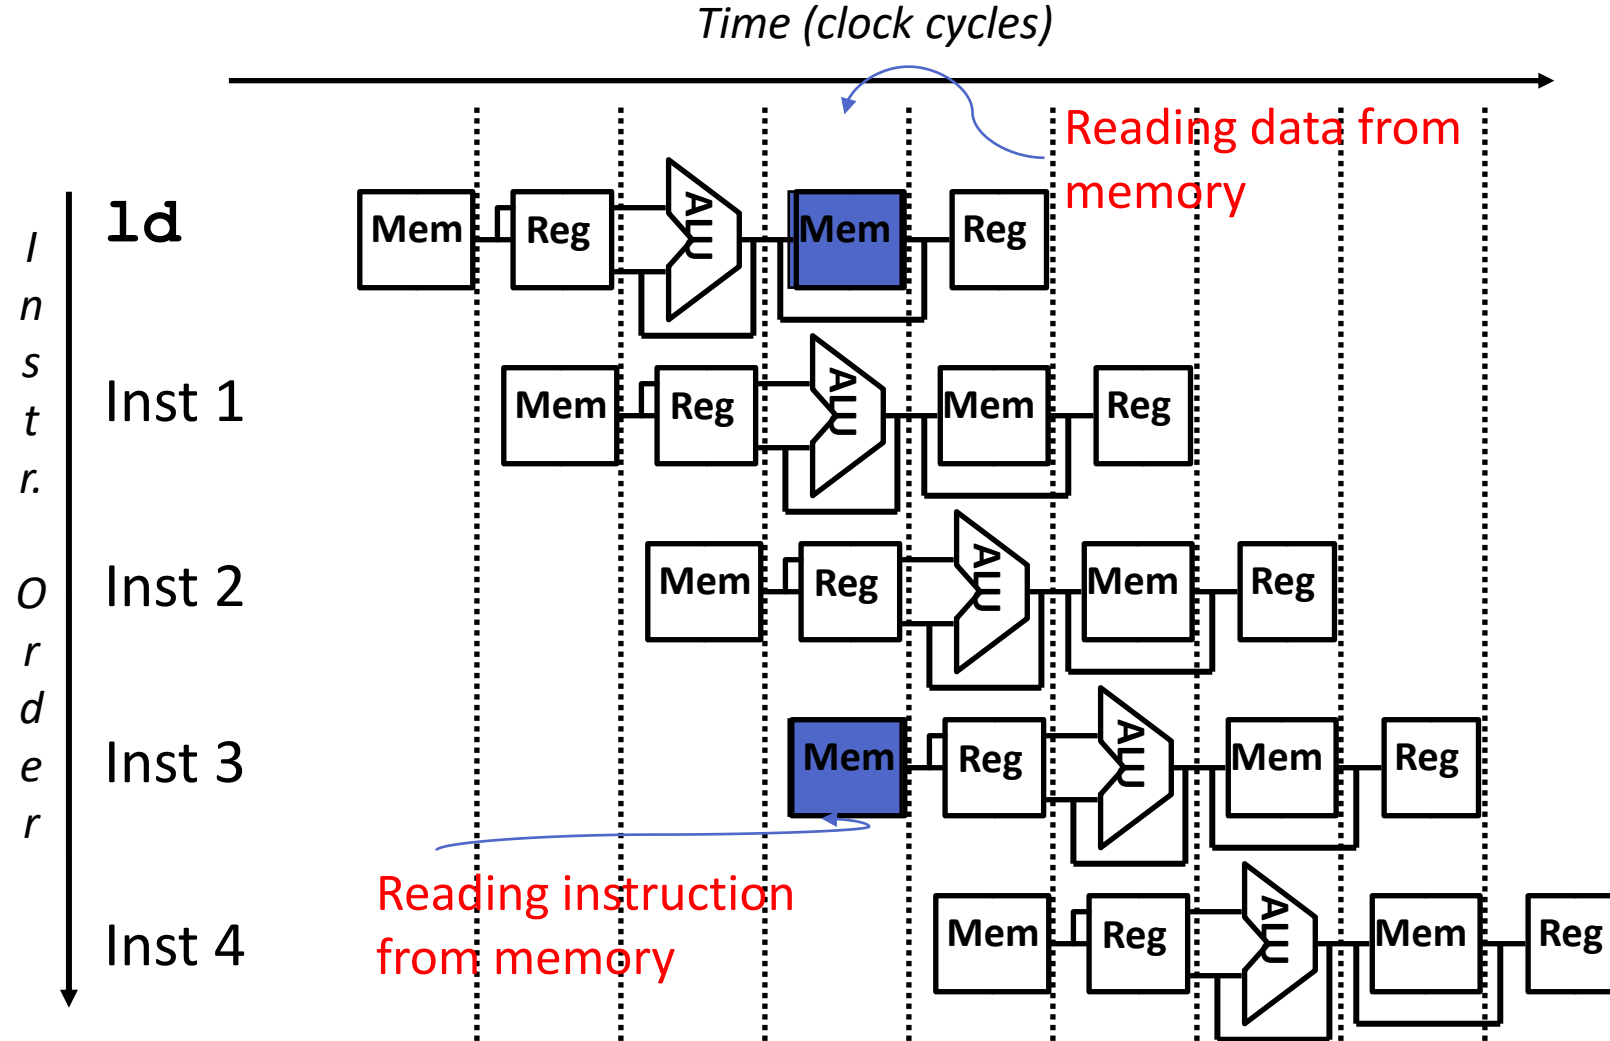 Time (clock cycles)
Reading data from
memory
Instr. Order
ld
Mem Reg ALU Mem Reg
Inst 1
Mem Reg ALU Mem Reg
Inst 2
Mem Reg ALU Mem Reg
Inst 3
Mem Reg ALU Mem Reg
Reading instruction
from memory
Inst 4
Mem Reg ALU Mem Reg